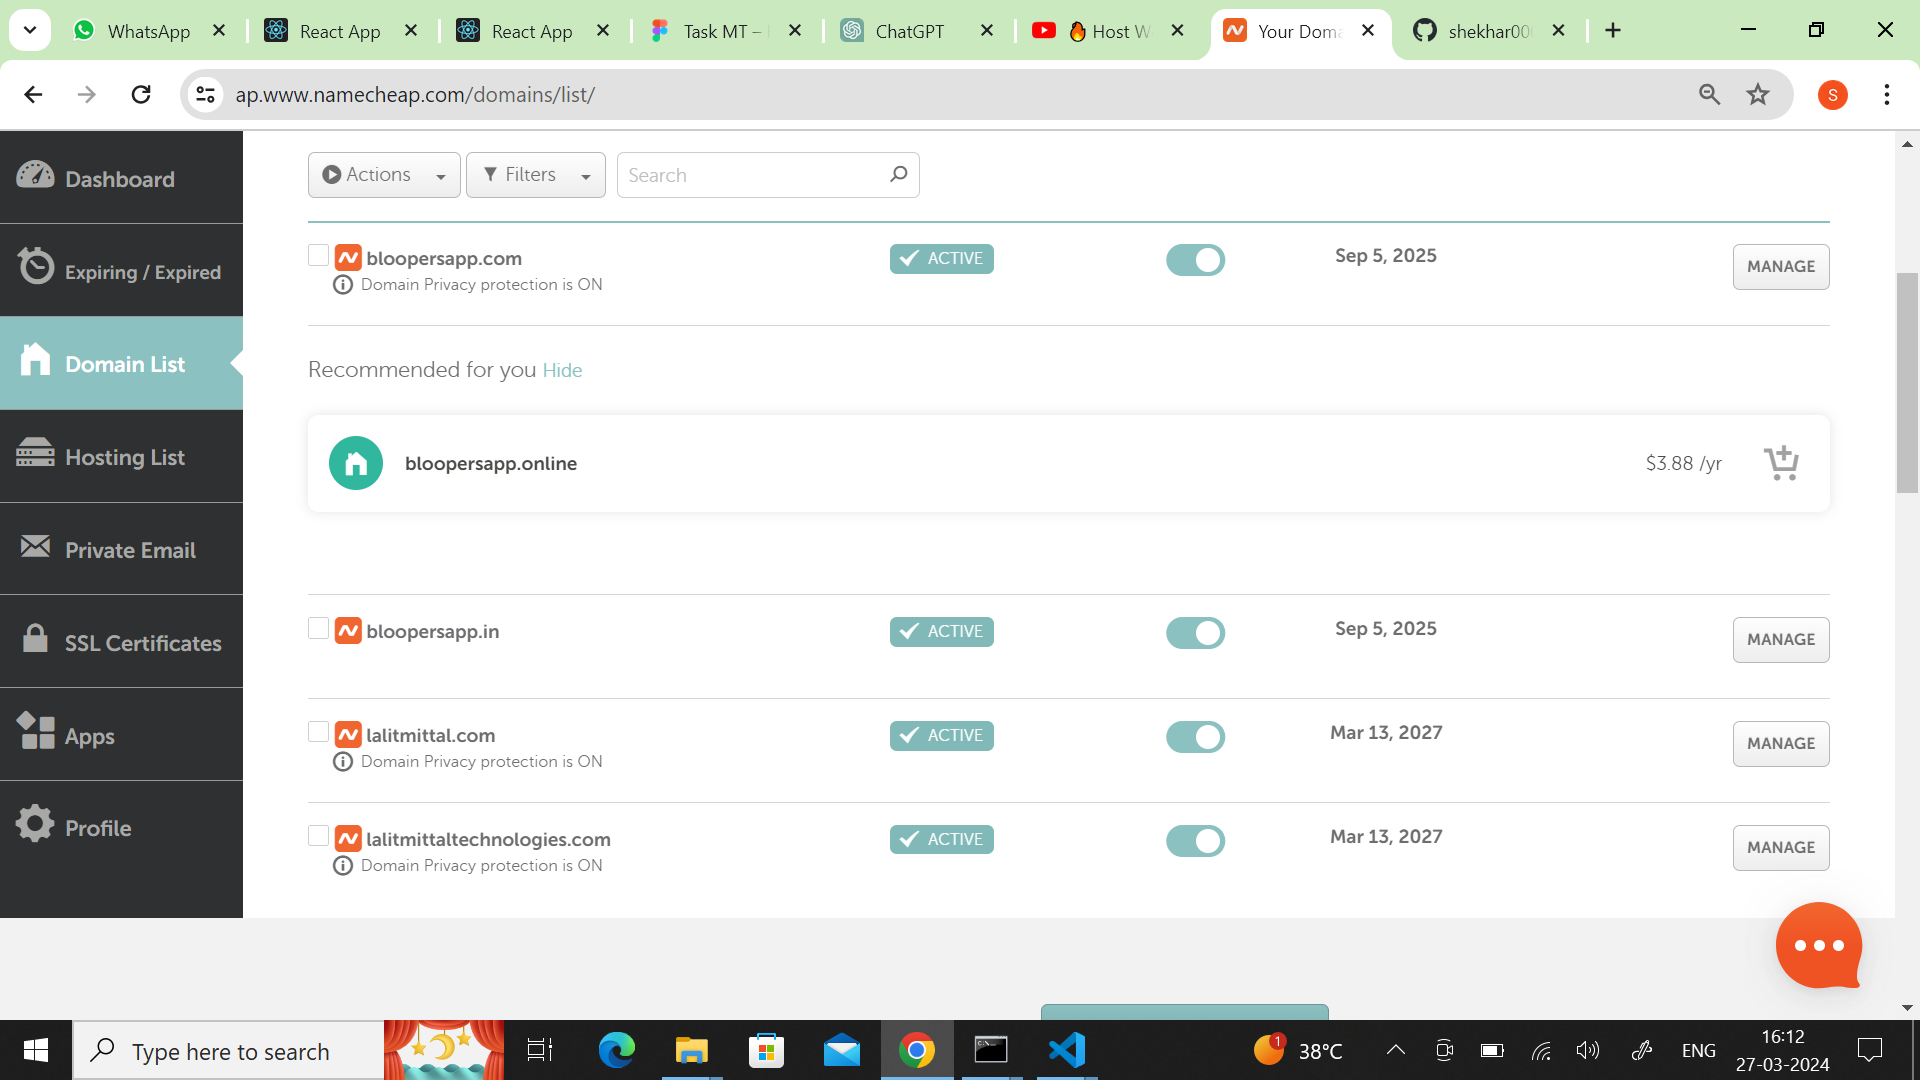 WhatsApp
React App
React App
Task MT –
ChatGPT
Host W
Your Doma
shekhar00
ap.www.namecheap.com/domains/list/
S
Dashboard
Expiring / Expired
Domain List
Hosting List
Private Email
SSL Certificates
Apps
Profile
Actions
Filters
Search
bloopersapp.com
ACTIVE
Sep 5, 2025
MANAGE
Domain Privacy protection is ON
Recommended for you Hide
bloopersapp.online
$3.88 /yr
bloopersapp.in
ACTIVE
Sep 5, 2025
MANAGE
lalitmittal.com
ACTIVE
Mar 13, 2027
MANAGE
Domain Privacy protection is ON
lalitmittaltechnologies.com
ACTIVE
Mar 13, 2027
MANAGE
Domain Privacy protection is ON
Type here to search
1
38°C
ENG
16:12
27-03-2024